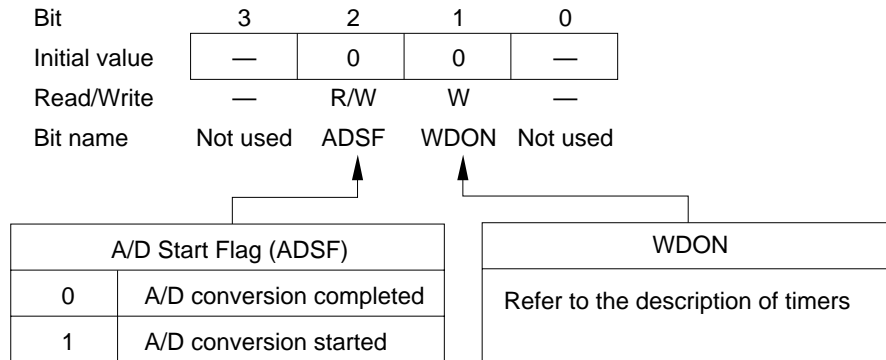 Bit 3 2 1 0
Initial value — 0 0 —
Read/Write — R/W W —
Bit name Not used ADSF WDON Not used
A/D Start Flag (ADSF)
0 A/D conversion completed
1 A/D conversion started
WDON
Refer to the description of timers